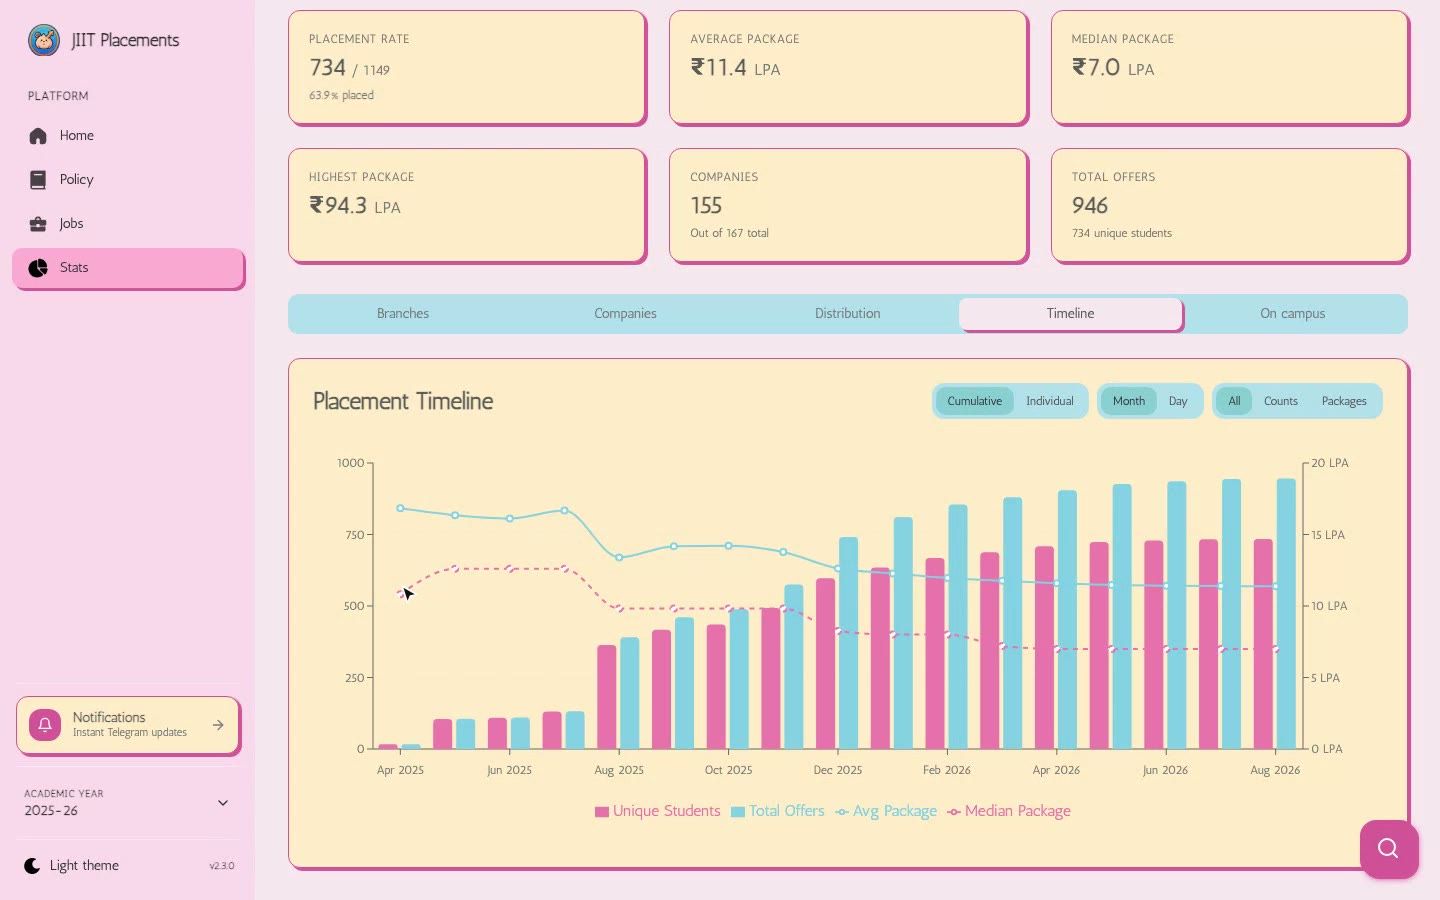 JIIT Placements
PLATFORM
Home
Policy
Jobs
Stats
Notifications
Instant Telegram updates
ACADEMIC YEAR
2025-26
Light theme
v2.3.0
PLACEMENT RATE
734 / 1149
63.9% placed
AVERAGE PACKAGE
₹11.4 LPA
MEDIAN PACKAGE
₹7.0 LPA
HIGHEST PACKAGE
₹94.3 LPA
COMPANIES
155
Out of 167 total
TOTAL OFFERS
946
734 unique students
Branches
Companies
Distribution
Timeline
On campus
Placement Timeline
Cumulative
Individual
Month
Day
All
Counts
Packages
1000
750
500
250
0
20 LPA
15 LPA
10 LPA
5 LPA
0 LPA
Apr 2025
Jun 2025
Aug 2025
Oct 2025
Dec 2025
Feb 2026
Apr 2026
Jun 2026
Aug 2026
Unique Students
Total Offers
Avg Package
Median Package